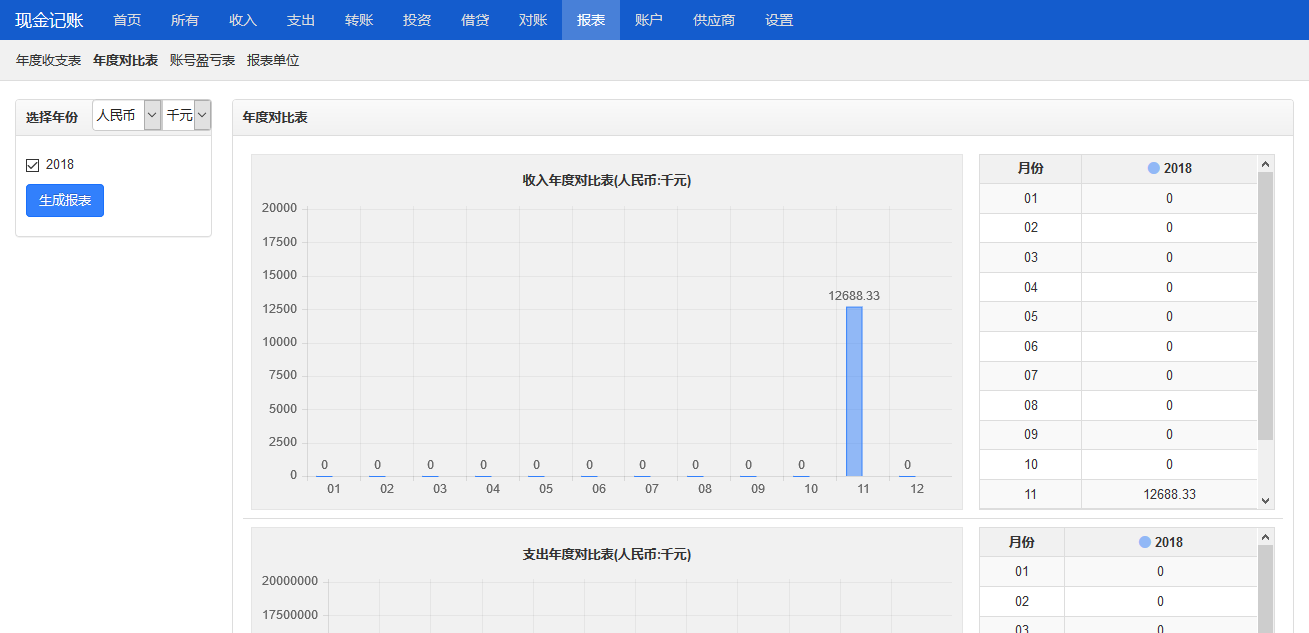 现金记账 首页 所有 收入 支出 转账 投资 借贷 对账 报表 账户 供应商 设置
年度收支表 年度对比表 账号盈亏表 报表单位
选择年份 人民币 千元
2018
生成报表
年度对比表
收入年度对比表(人民币:千元)
20000
17500
15000
12500
10000
7500
5000
2500
0
12688.33
0 0 0 0 0 0 0 0 0 0 0
01 02 03 04 05 06 07 08 09 10 11 12
月份 2018
01 0
02 0
03 0
04 0
05 0
06 0
07 0
08 0
09 0
10 0
11 12688.33
支出年度对比表(人民币:千元)
20000000
17500000
月份 2018
01 0
02 0
03 0